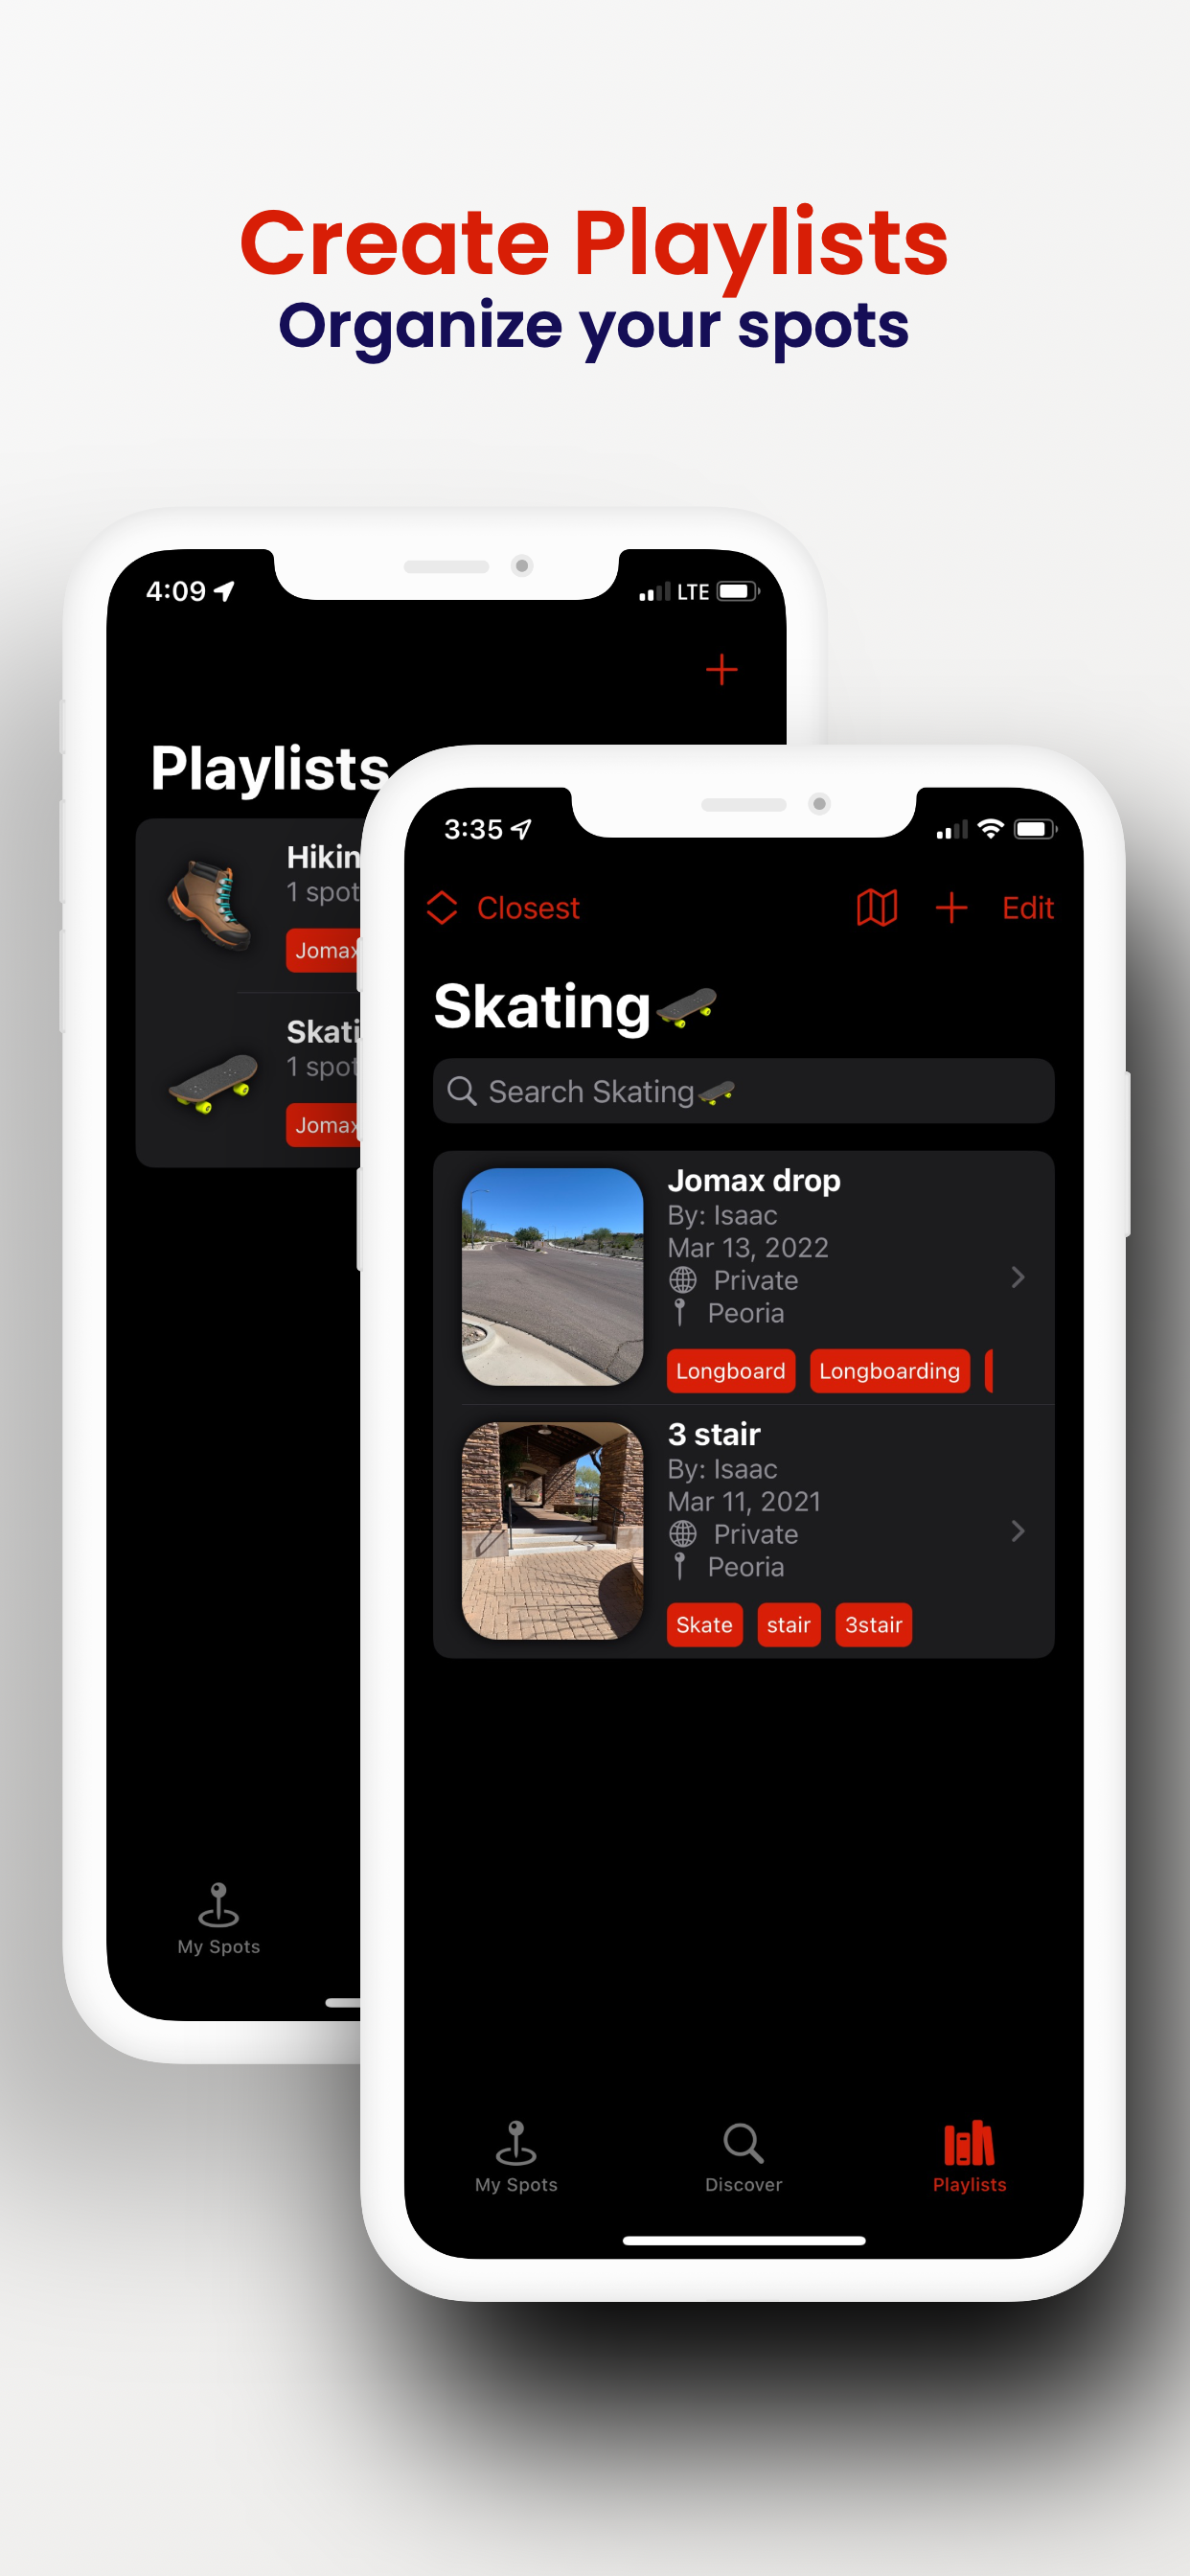 Create Playlists
Organize your spots
4:09
LTE
Playlists
Hikin
1 spot
Jomax
Skati
1 spot
Jomax
My Spots
3:35
Closest
Edit
Skating
Search Skating
Jomax drop
By: Isaac
Mar 13, 2022
Private
Peoria
Longboard Longboarding
3 stair
By: Isaac
Mar 11, 2021
Private
Peoria
Skate stair 3stair
My Spots Discover Playlists